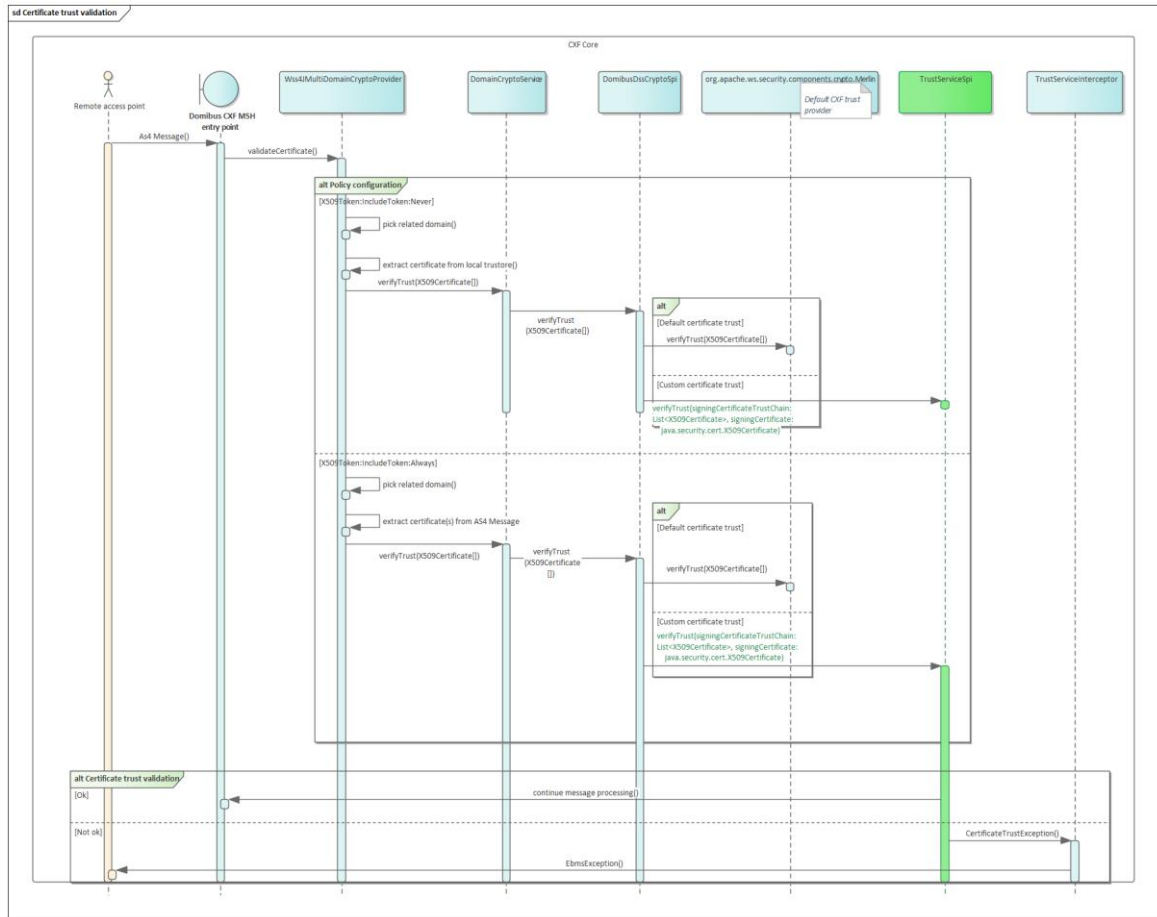 sd Certificate trust validation
CXF Core
Remote access point
Domibus CXF MSH
entry point
Wss4JMultiDomainCryptoProvider
DomainCryptoService
DomibusDssCryptoSpi
org.apache.ws.security.components.crypto.Merlin
Default CXF trust
provider
TrustServiceSpi
TrustServiceInterceptor
As4 Message()
validateCertificate()
alt Policy configuration
[X509Token:IncludeToken:Never]
pick related domain()
extract certificate from local trustore()
verifyTrust(X509Certificate[])
verifyTrust
(X509Certificate[])
alt
[Default certificate trust]
verifyTrust(X509Certificate[])
[Custom certificate trust]
verifyTrust(signingCertificateTrustChain:
List<X509Certificate>, signingCertificate:
java.security.cert.X509Certificate)
[X509Token:IncludeToken:Always]
pick related domain()
extract certificate(s) from AS4 Message
verifyTrust(X509Certificate[])
verifyTrust
(X509Certificate
[])
alt
[Default certificate trust]
verifyTrust(X509Certificate[])
[Custom certificate trust]
verifyTrust(signingCertificateTrustChain:
List<X509Certificate>, signingCertificate:
java.security.cert.X509Certificate)
alt Certificate trust validation
[Ok]
continue message processing()
[Not ok]
CertificateTrustException()
EbmsException()